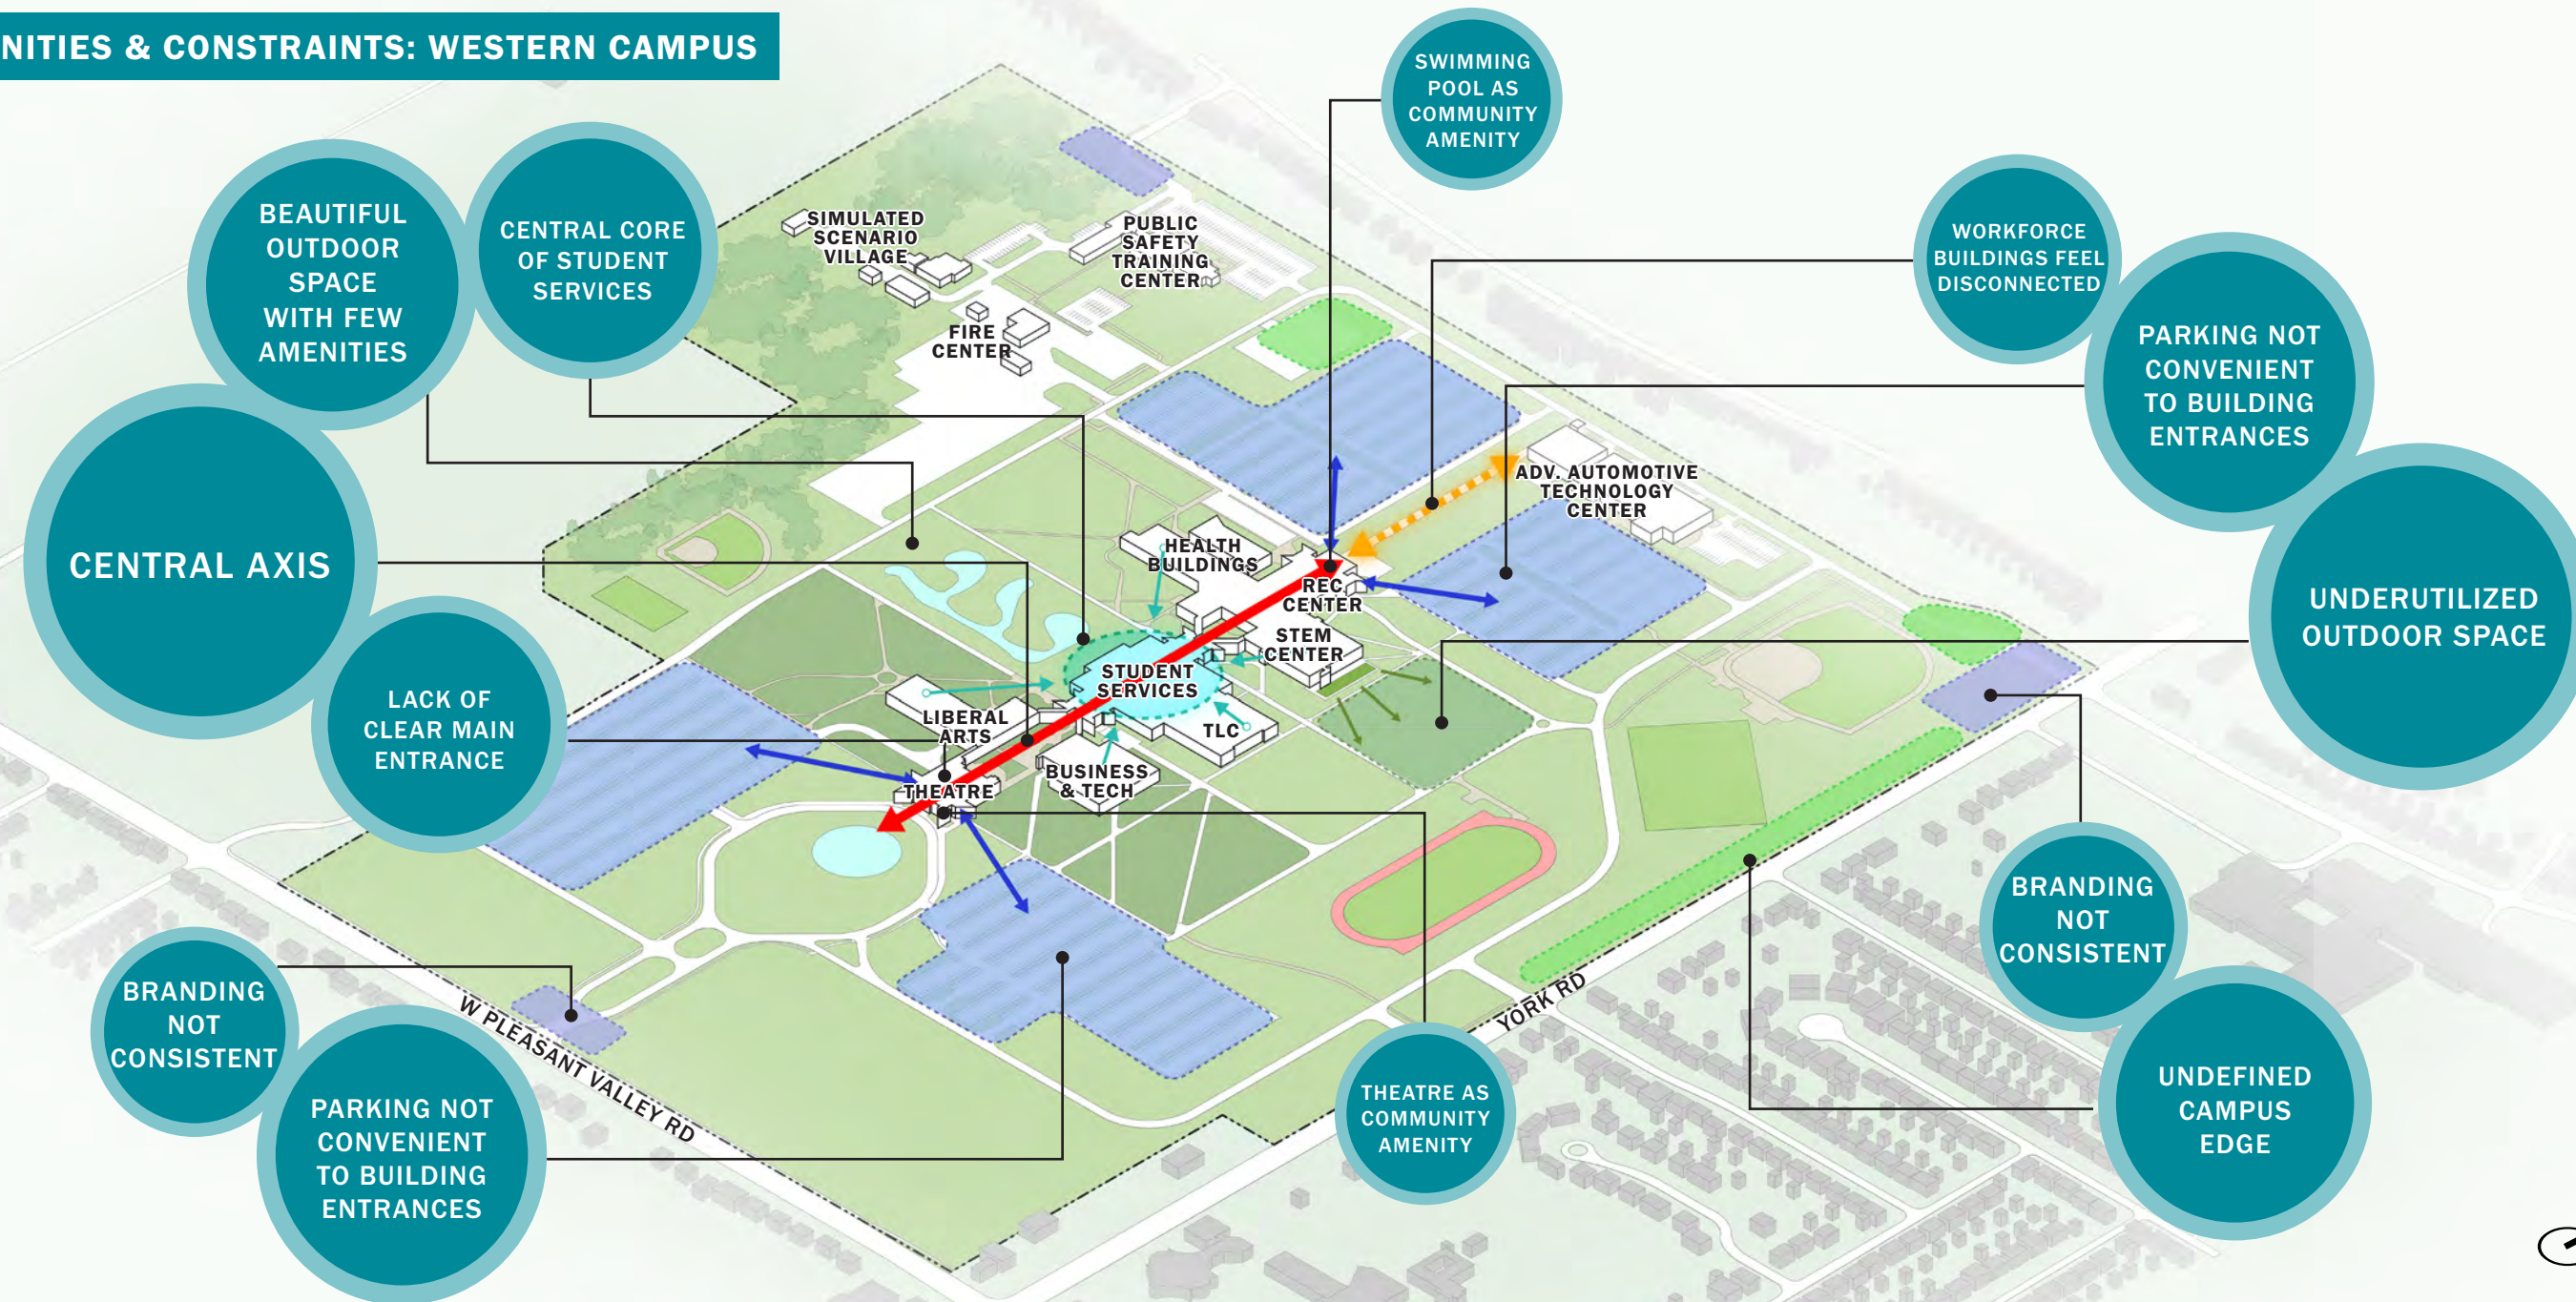 NITIES & CONSTRAINTS: WESTERN CAMPUS
SWIMMING
POOL AS
COMMUNITY
AMENITY
BEAUTIFUL
OUTDOOR
SPACE
WITH FEW
AMENITIES
CENTRAL CORE
OF STUDENT
SERVICES
WORKFORCE
BUILDINGS FEEL
DISCONNECTED
PARKING NOT
CONVENIENT
TO BUILDING
ENTRANCES
CENTRAL AXIS
UNDERUTILIZED
OUTDOOR SPACE
LACK OF
CLEAR MAIN
ENTRANCE
SIMULATED
SCENARIO
VILLAGE
PUBLIC
SAFETY
TRAINING
CENTER
FIRE
CENTER
ADV. AUTOMOTIVE
TECHNOLOGY
CENTER
HEALTH
BUILDINGS
REC
CENTER
STEM
CENTER
STUDENT
SERVICES
LIBERAL
ARTS
TLC
BUSINESS
& TECH
THEATRE
BRANDING
NOT
CONSISTENT
BRANDING
NOT
CONSISTENT
W PLEASANT VALLEY RD
YORK RD
PARKING NOT
CONVENIENT
TO BUILDING
ENTRANCES
THEATRE AS
COMMUNITY
AMENITY
UNDEFINED
CAMPUS
EDGE